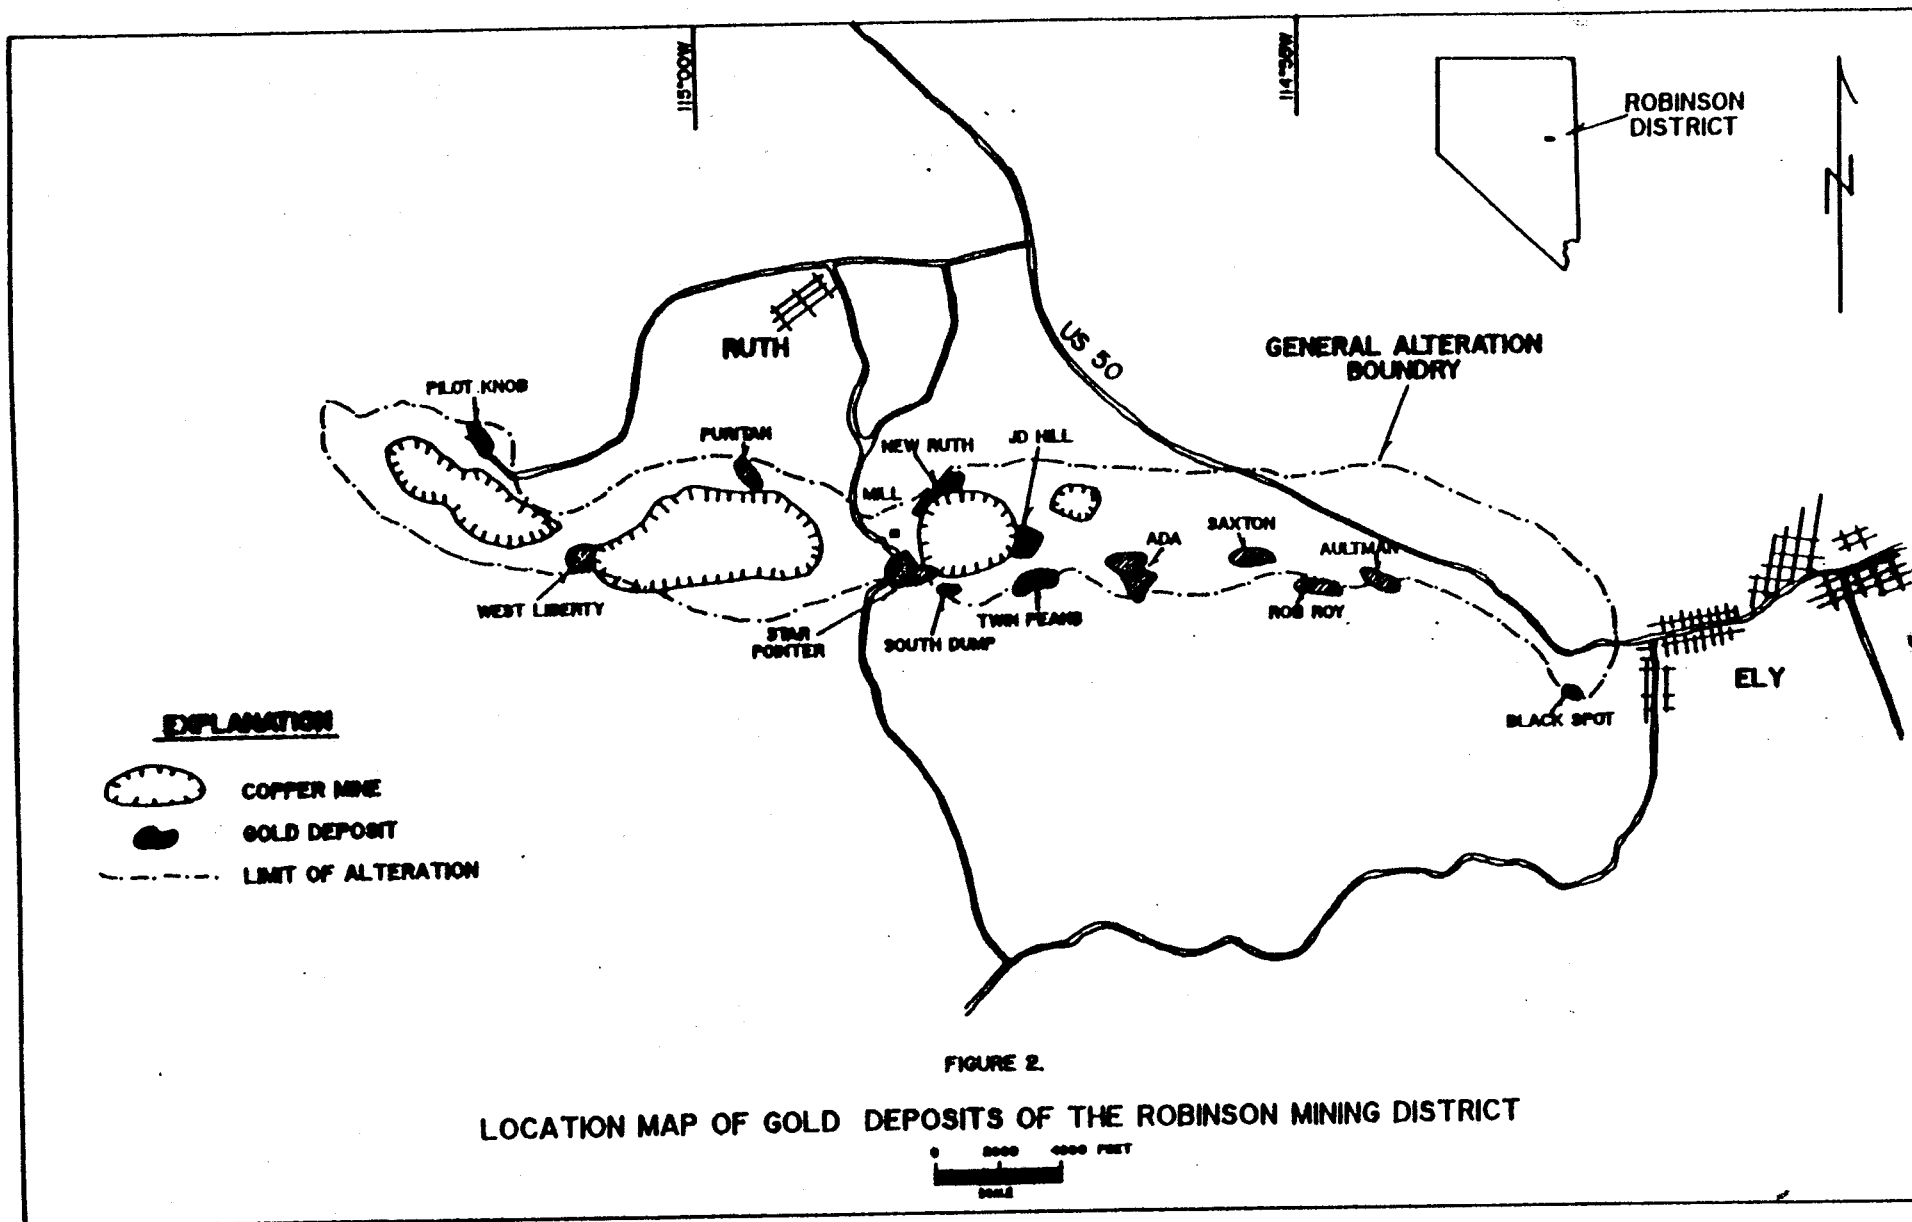 115°00W
114°56W
ROBINSON
DISTRICT
US 50
RUTH
GENERAL ALTERATION
BOUNDRY
PILOT KNOB
PURITAN
NEW RUTH
JD HILL
MILL
ADA
SAXTON
AULTMAN
WEST LIBERTY
STAR
POINTER
SOUTH DUMP
TWIN PEAKS
ROB ROY
BLACK SPOT
ELY
EXPLANATION
COPPER MINE
GOLD DEPOSIT
LIMIT OF ALTERATION
FIGURE 2.
LOCATION MAP OF GOLD DEPOSITS OF THE ROBINSON MINING DISTRICT
0 2000 4000 FEET
SCALE